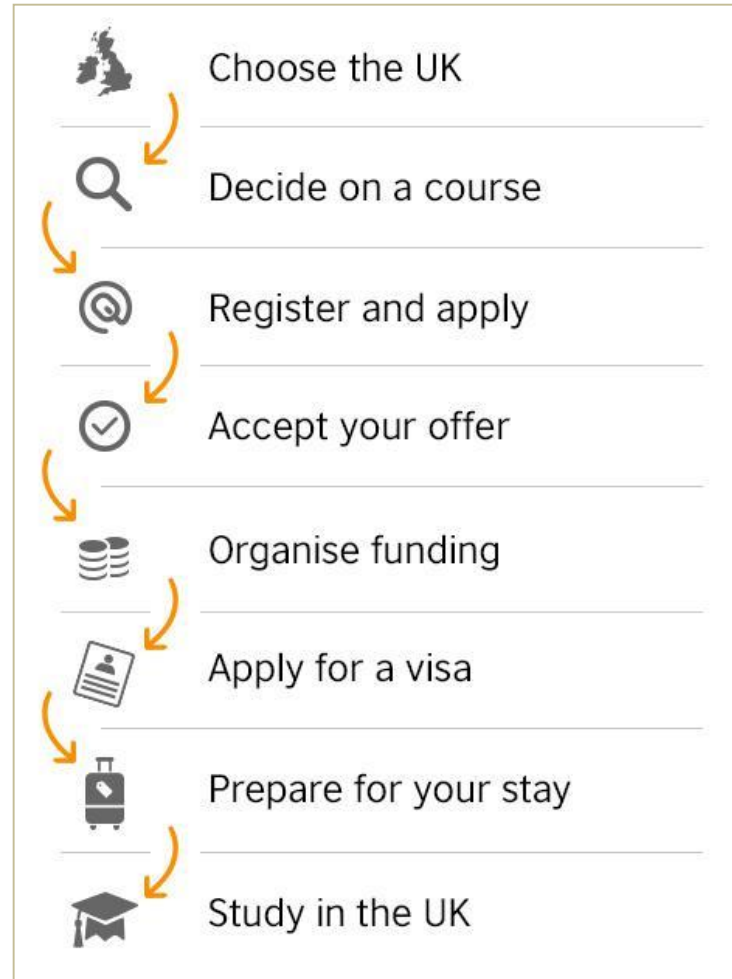 Choose the UK
Decide on a course
Register and apply
Accept your offer
Organise funding
Apply for a visa
Prepare for your stay
Study in the UK